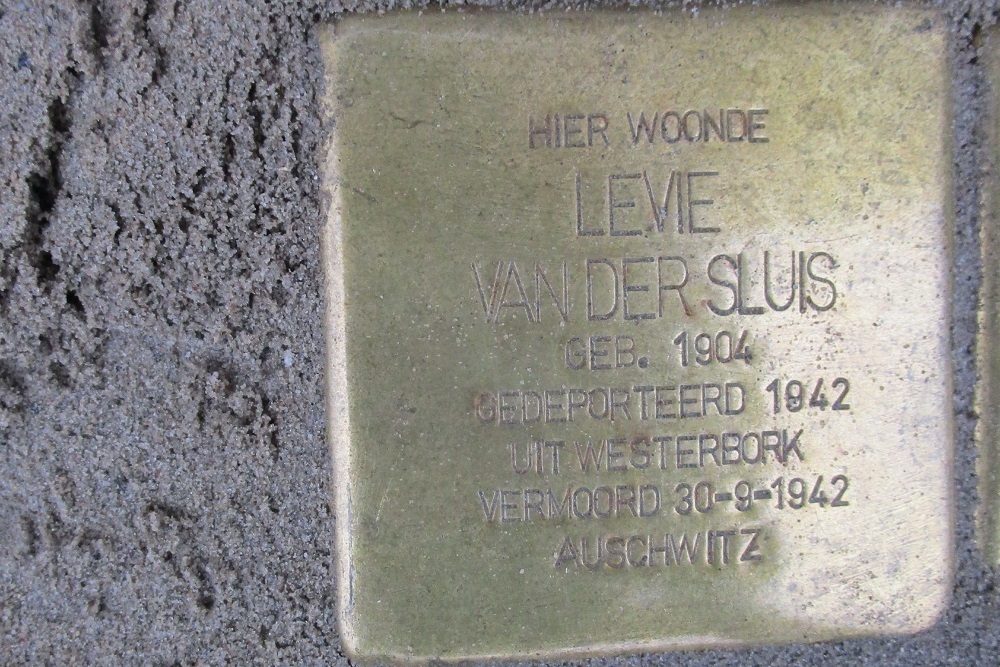 HIER WOONDE
LEVIE
VAN DER SLUIS
GEB. 1904
GEDEPORTEERD 1942
UIT WESTERBORK
VERMOORD 30-9-1942
AUSCHWITZ